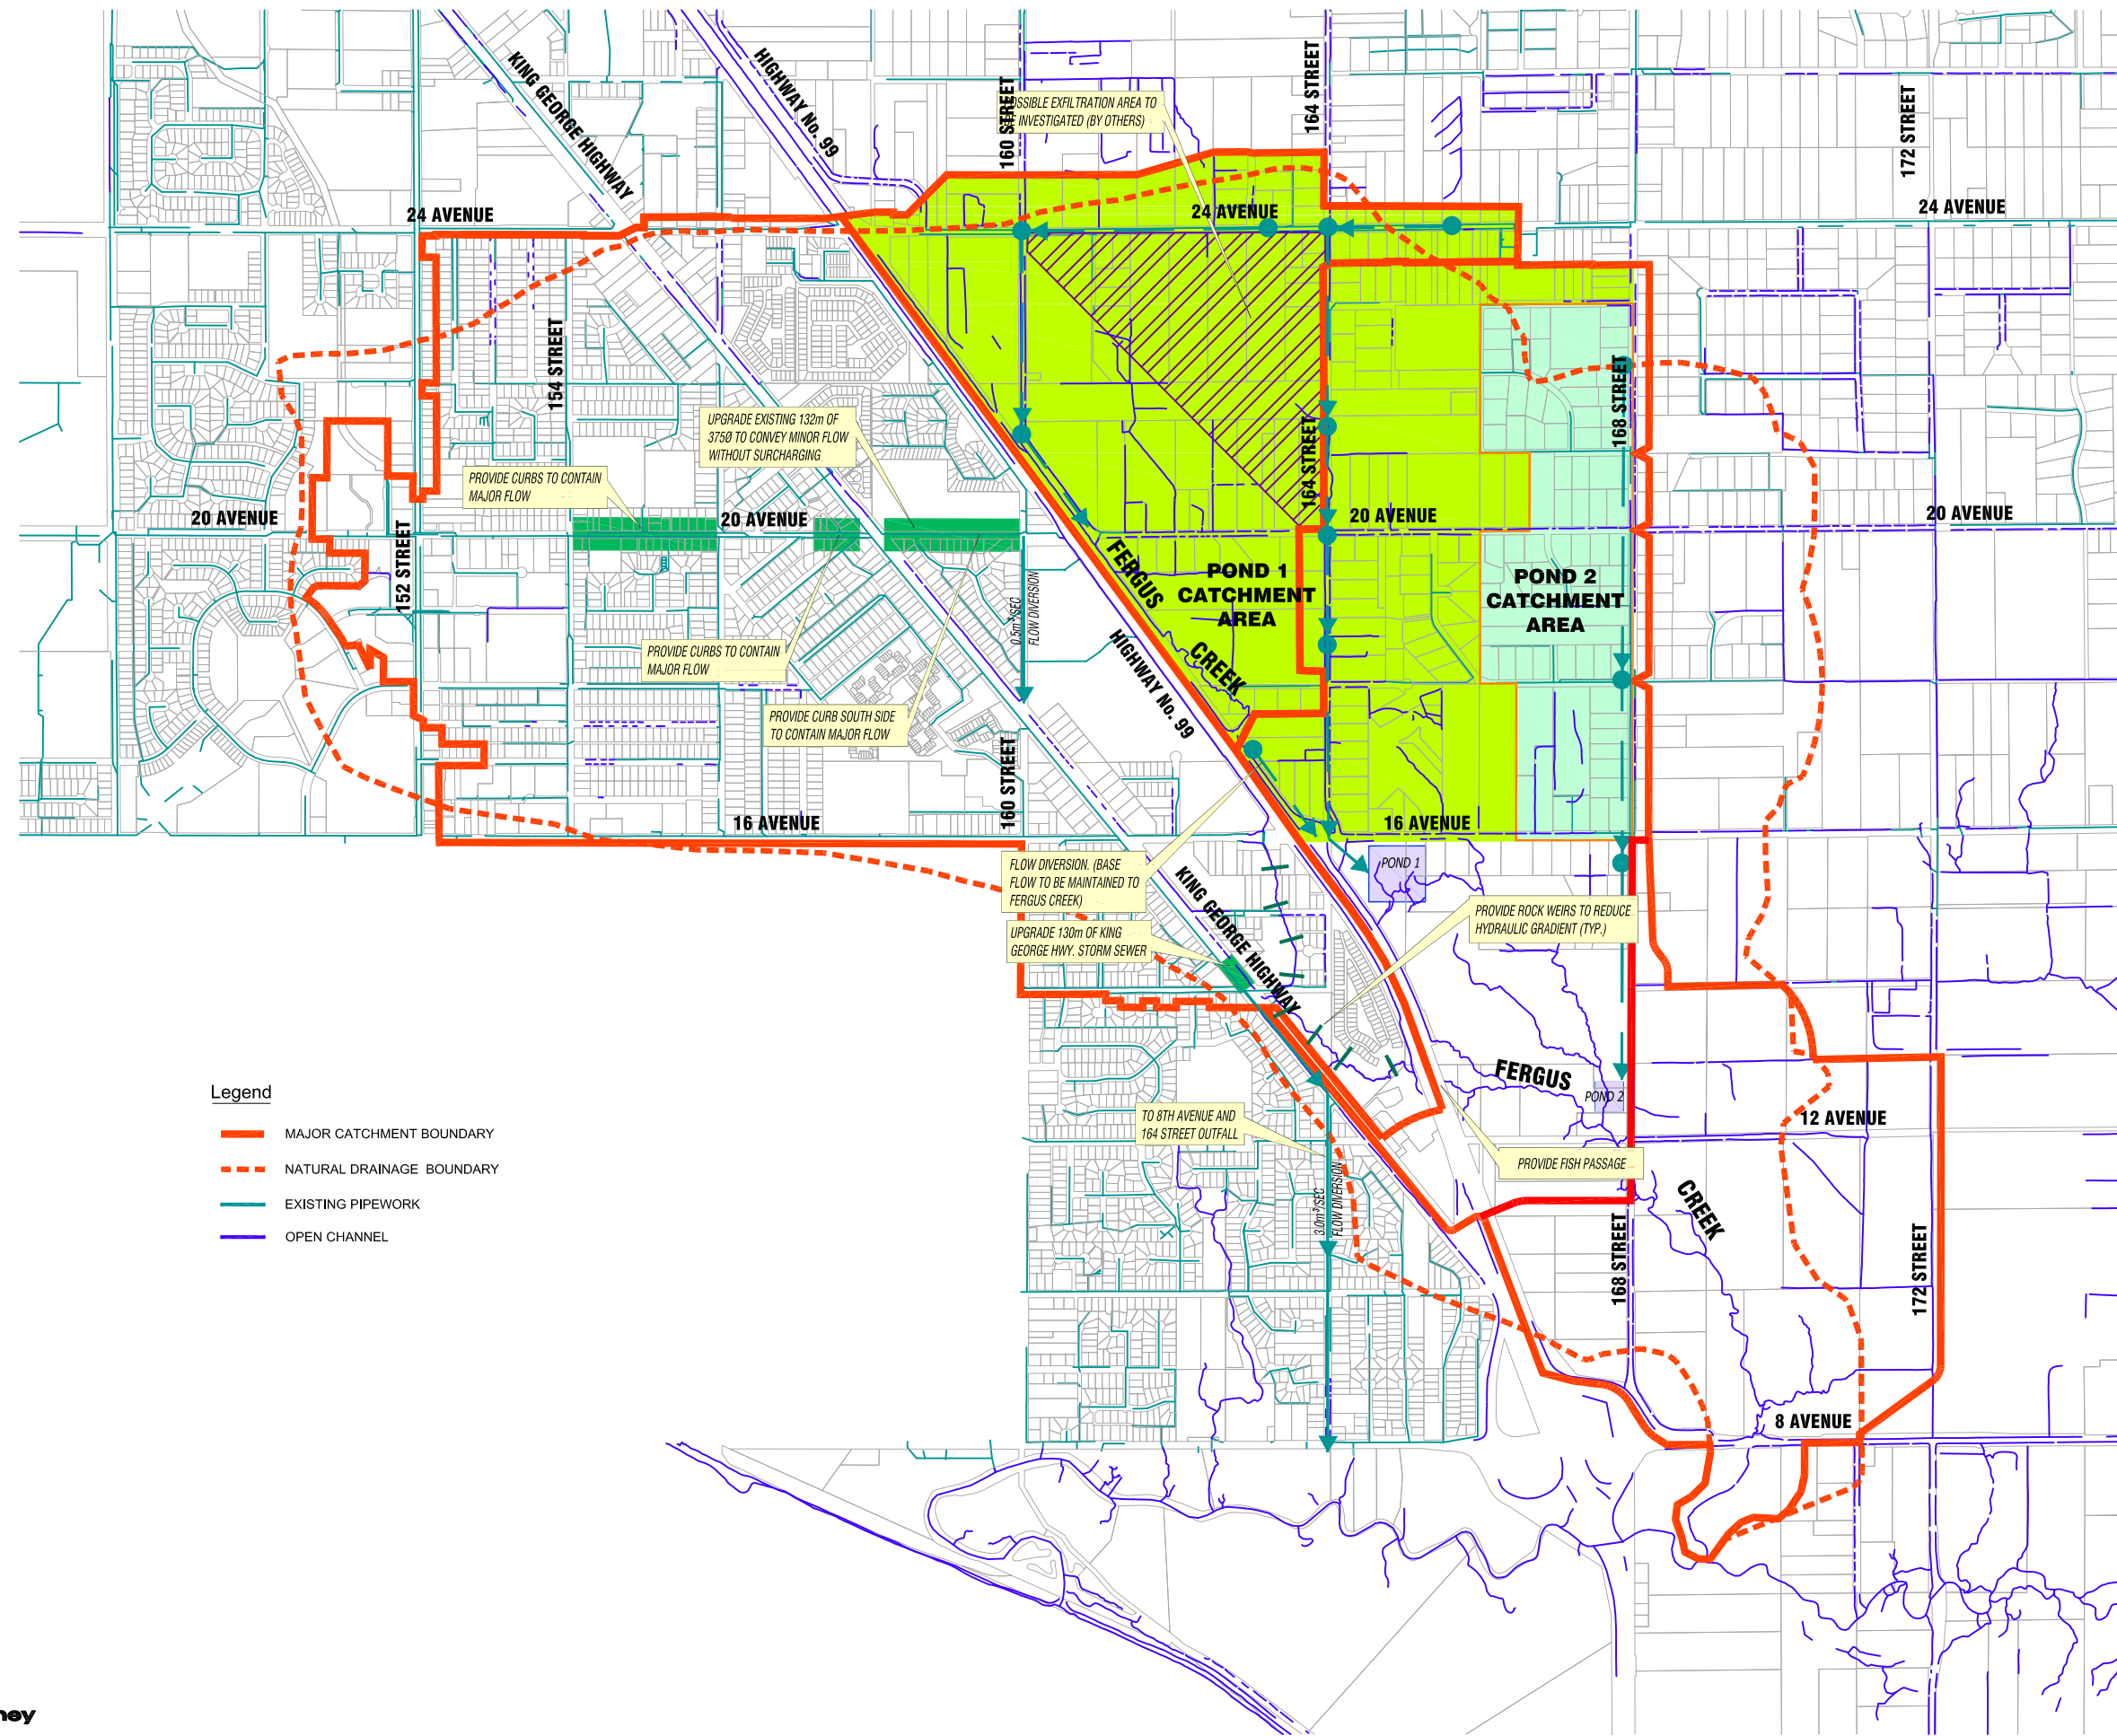 KING GEORGE HIGHWAY
HIGHWAY No. 99
160 STREET
164 STREET
172 STREET
OSSIBLE EXFILTRATION AREA TO
INVESTIGATED (BY OTHERS)
24 AVENUE
24 AVENUE
24 AVENUE
154 STREET
168 STREET
UPGRADE EXISTING 132m OF
375Ø TO CONVEY MINOR FLOW
WITHOUT SURCHARGING
PROVIDE CURBS TO CONTAIN
MAJOR FLOW
164 STREET
20 AVENUE
20 AVENUE
20 AVENUE
20 AVENUE
152 STREET
FERGUS
CREEK
POND 1
CATCHMENT
AREA
POND 2
CATCHMENT
AREA
0.5m³/SEC
FLOW DIVERSION
HIGHWAY No. 99
PROVIDE CURBS TO CONTAIN
MAJOR FLOW
PROVIDE CURB SOUTH SIDE
TO CONTAIN MAJOR FLOW
160 STREET
16 AVENUE
16 AVENUE
FLOW DIVERSION. (BASE
FLOW TO BE MAINTAINED TO
FERGUS CREEK)
POND 1
KING GEORGE HIGHWAY
UPGRADE 130m OF KING
GEORGE HWY. STORM SEWER
PROVIDE ROCK WEIRS TO REDUCE
HYDRAULIC GRADIENT (TYP.)
FERGUS
POND 2
TO 8TH AVENUE AND
164 STREET OUTFALL
12 AVENUE
PROVIDE FISH PASSAGE
3.0m³/SEC
FLOW DIVERSION
CREEK
168 STREET
172 STREET
8 AVENUE
Legend
MAJOR CATCHMENT BOUNDARY
NATURAL DRAINAGE BOUNDARY
EXISTING PIPEWORK
OPEN CHANNEL
ney